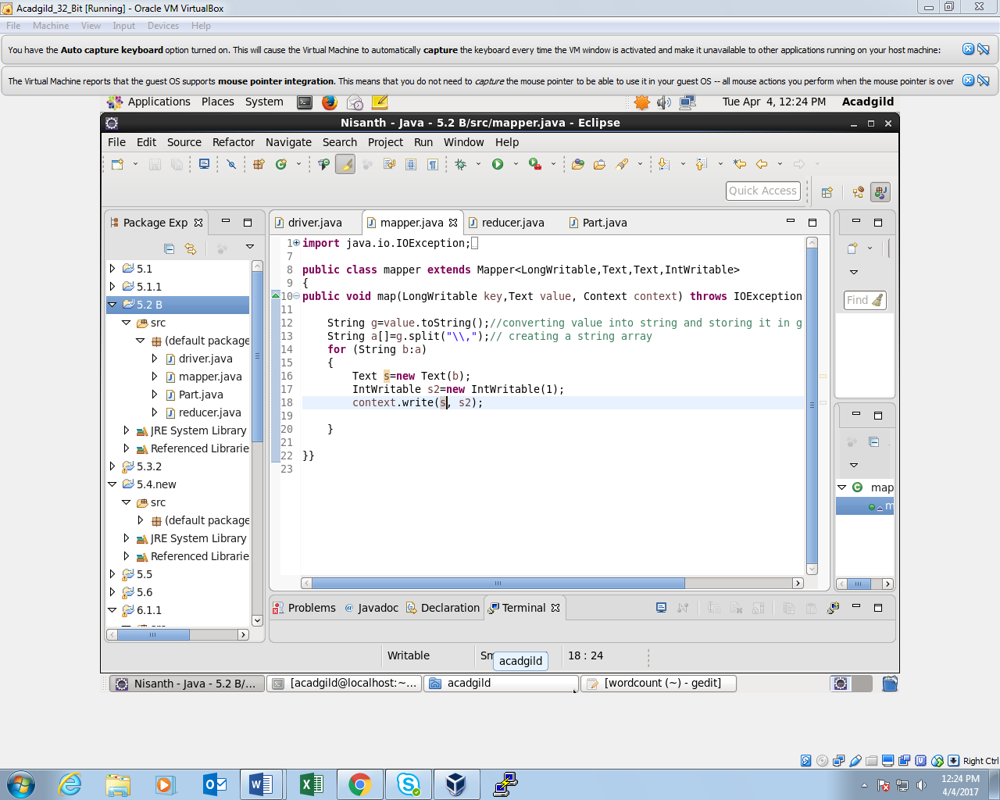 Acadgild_32_Bit [Running] - Oracle VM VirtualBox
File Machine View Input Devices Help
You have the Auto capture keyboard option turned on. This will cause the Virtual Machine to automatically capture the keyboard every time the VM window is activated and make it unavailable to other applications running on your host machine:
The Virtual Machine reports that the guest OS supports mouse pointer integration. This means that you do not need to capture the mouse pointer to be able to use it in your guest OS -- all mouse actions you perform when the mouse pointer is over
Applications Places System Tue Apr 4, 12:24 PM Acadgild
Nisanth - Java - 5.2 B/src/mapper.java - Eclipse
File Edit Source Refactor Navigate Search Project Run Window Help
Quick Access
Package Exp
5.1
5.1.1
5.2 B
src
(default package
driver.java
mapper.java
Part.java
reducer.java
JRE System Library
Referenced Librarie
5.3.2
5.4.new
src
(default package
JRE System Library
Referenced Librarie
5.5
5.6
6.1.1
driver.java mapper.java reducer.java Part.java
1 import java.io.IOException;
7
8 public class mapper extends Mapper<LongWritable,Text,Text,IntWritable>
9 {
10 public void map(LongWritable key,Text value, Context context) throws IOException
11
12 String g=value.toString();//converting value into string and storing it in g
13 String a[]=g.split("\\,");// creating a string array
14 for (String b:a)
15 {
16 Text s=new Text(b);
17 IntWritable s2=new IntWritable(1);
18 context.write(s, s2);
19
20 }
21
22 }}
23
Find
map
m
Problems @ Javadoc Declaration Terminal
Writable Sm 18 : 24
acadgild
Nisanth - Java - 5.2 B/... [acadgild@localhost:~... acadgild [wordcount (~) - gedit]
Right Ctrl
12:24 PM
4/4/2017